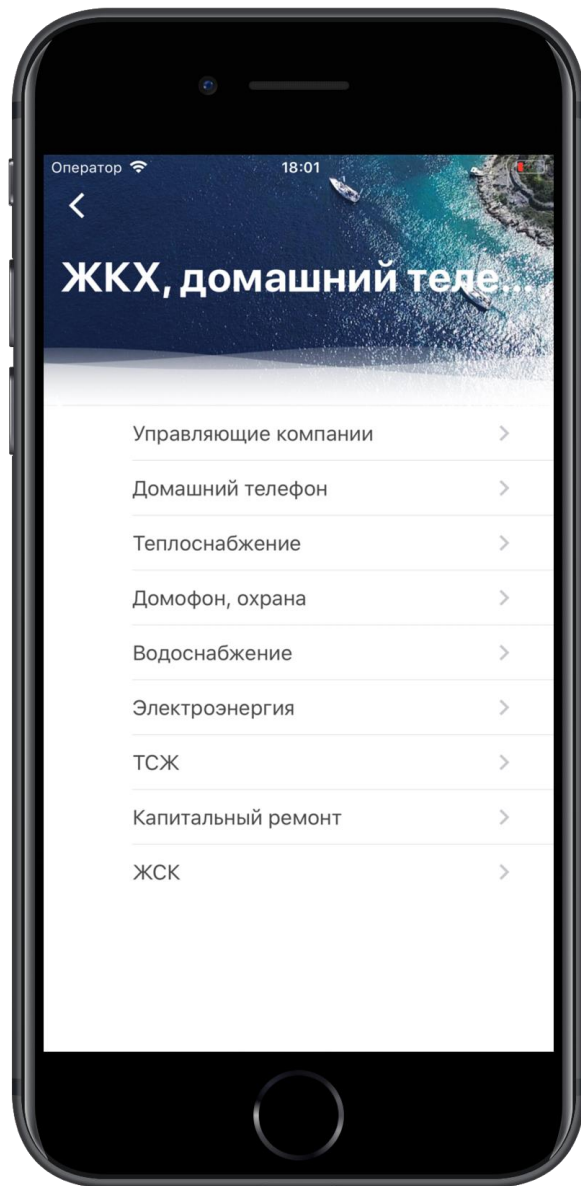 Оператор
18:01
ЖКХ, домашний теле...
Управляющие компании
Домашний телефон
Теплоснабжение
Домофон, охрана
Водоснабжение
Электроэнергия
ТСЖ
Капитальный ремонт
ЖСК